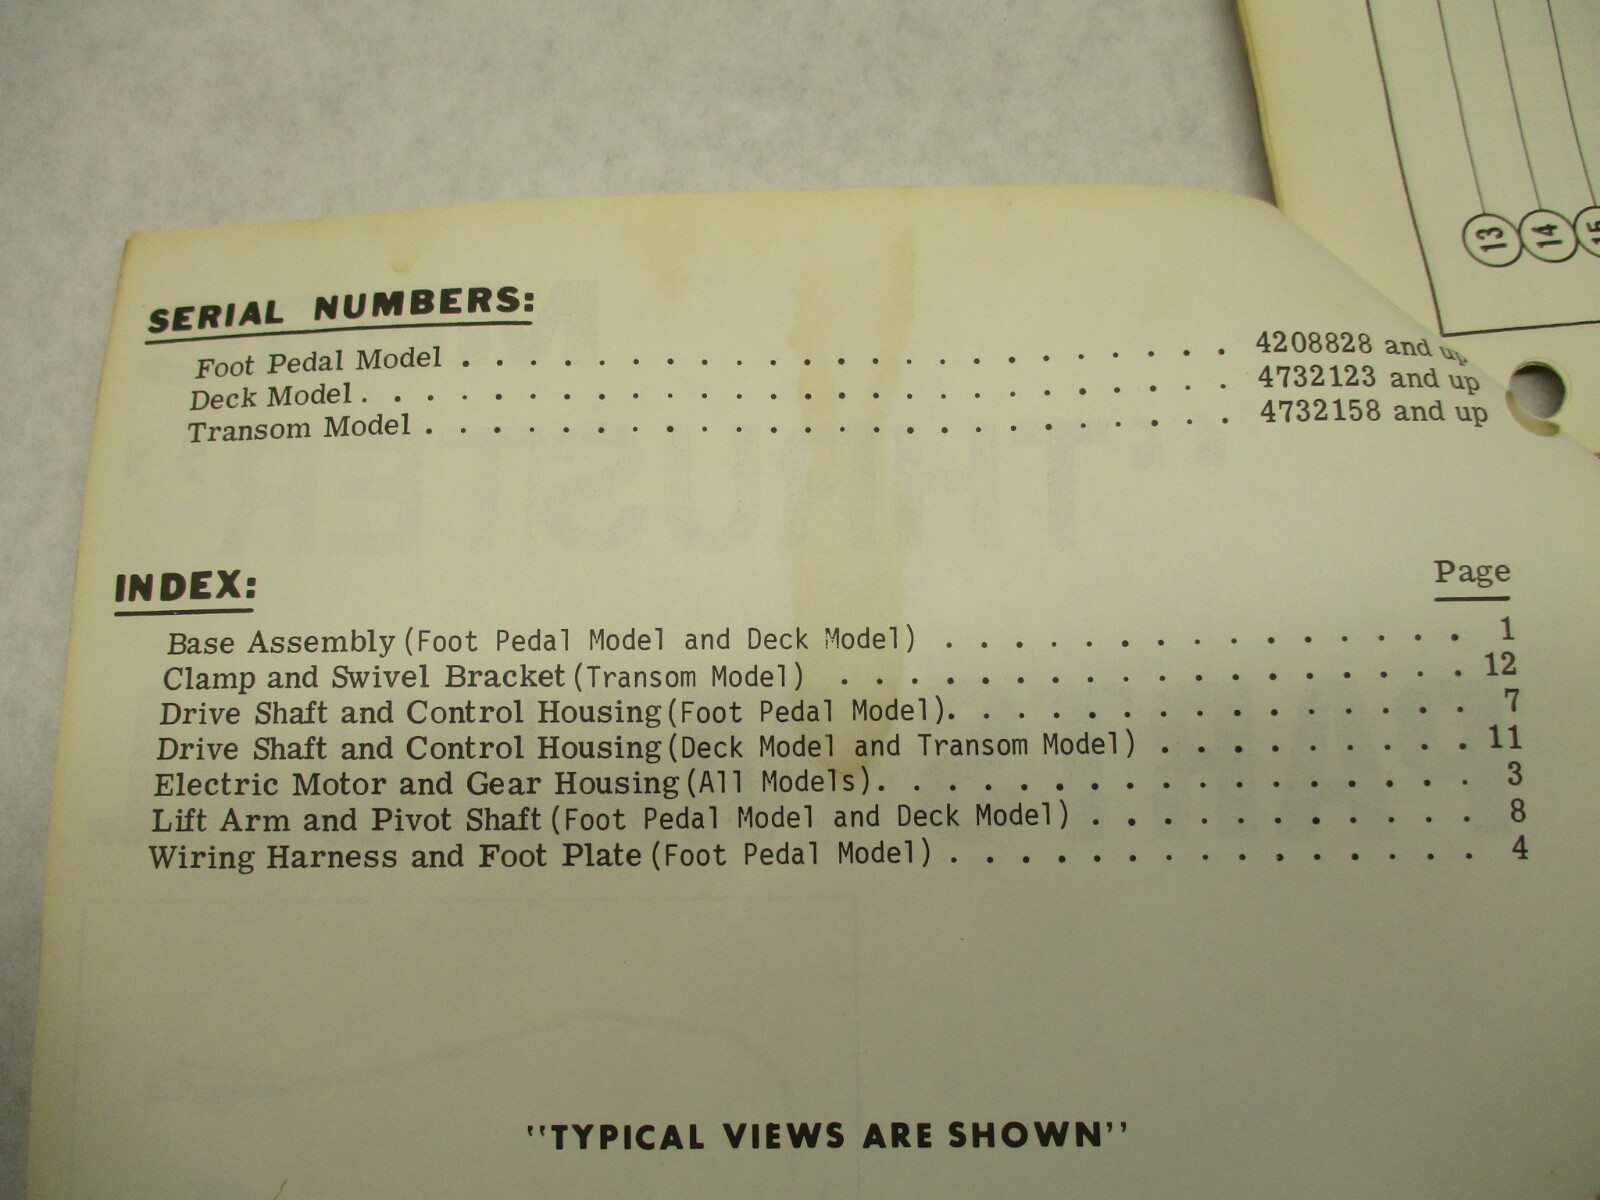 SERIAL NUMBERS:
Foot Pedal Model . . . . . . . . . . . . . . . . . . . . . . . 4208828 and up
Deck Model . . . . . . . . . . . . . . . . . . . . . . . . . . 4732123 and up
Transom Model . . . . . . . . . . . . . . . . . . . . . . . . 4732158 and up
INDEX:
Page
Base Assembly (Foot Pedal Model and Deck Model) . . . . . . . . . . . . . . . 1
Clamp and Swivel Bracket (Transom Model) . . . . . . . . . . . . . . . . . . 12
Drive Shaft and Control Housing (Foot Pedal Model). . . . . . . . . . . . . . . 7
Drive Shaft and Control Housing (Deck Model and Transom Model) . . . . . . . . . 11
Electric Motor and Gear Housing (All Models). . . . . . . . . . . . . . . . . 3
Lift Arm and Pivot Shaft (Foot Pedal Model and Deck Model) . . . . . . . . . . . 8
Wiring Harness and Foot Plate (Foot Pedal Model) . . . . . . . . . . . . . . . 4
"TYPICAL VIEWS ARE SHOWN"
13
14
15